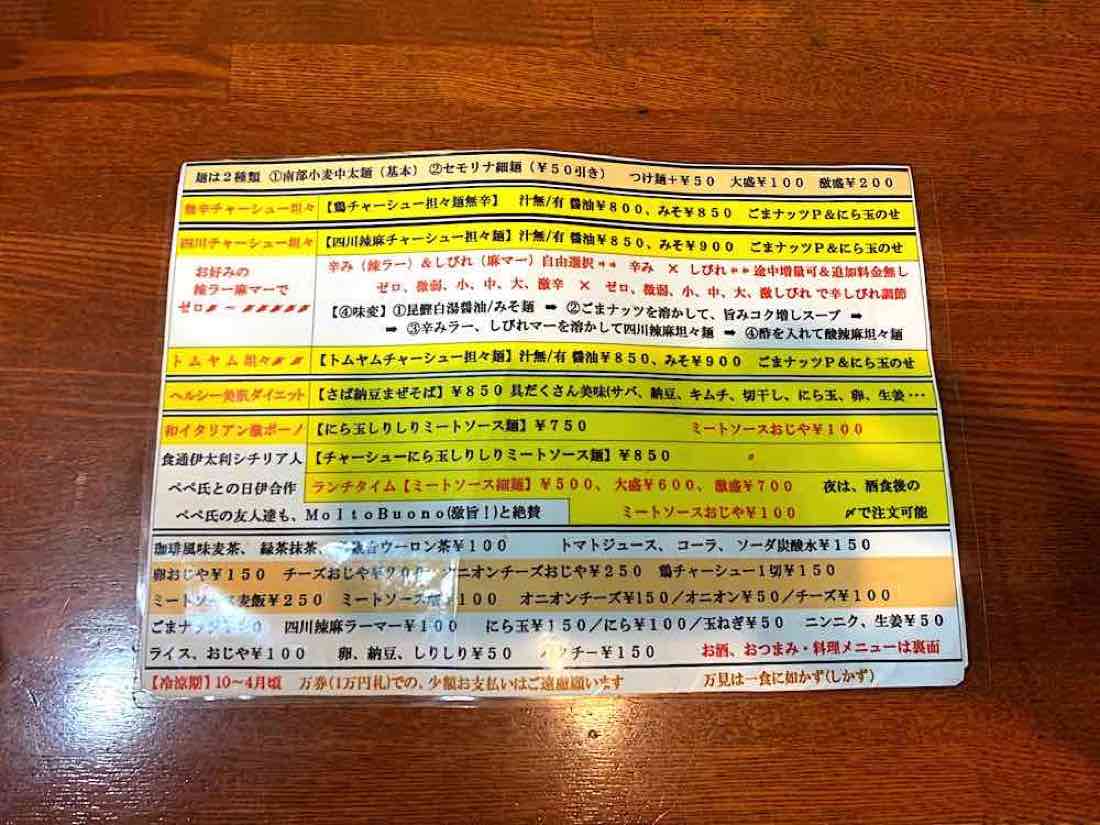 麺は2種類 ①南部小麦中太麺(基本) ②セモリナ細麺(¥50引き) つけ麺+¥50 大盛¥100 激盛¥200
無辛チャーシュー担々 【鶏チャーシュー担々麺無辛】 汁無/有 醤油¥800、みそ¥850 ごまナッツP&にら玉のせ
四川チャーシュー担々 【四川辣麻チャーシュー担々麺】汁無/有 醤油¥850、みそ¥900 ごまナッツP&にら玉のせ
お好みの 辛み(辣ラー)&しびれ(麻マー)自由選択 辛み × しびれ 途中増量可&追加料金無し
辣ラー麻マーで ゼロ、微弱、小、中、大、激辛 × ゼロ、微弱、小、中、大、激しびれ で辛しびれ調節
ゼロ 〜 【④味変】①昆鰹白湯醤油/みそ麺 ➡ ②ごまナッツを溶かして、旨みコク増しスープ ➡
➡ ③辛みラー、しびれマーを溶かして四川辣麻坦々麺 ➡ ④酢を入れて酸辣麻坦々麺
トムヤム担々 【トムヤムチャーシュー担々麺】汁無/有 醤油¥850、みそ¥900 ごまナッツP&にら玉のせ
ヘルシー美肌ダイエット 【さば納豆まぜそば】¥850 具だくさん美味(サバ、納豆、キムチ、切干し、にら玉、卵、生姜・・・
和イタリアン激ボーノ 【にら玉しりしりミートソース麺】¥750 ミートソースおじや¥100
食通伊太利シチリア人 【チャーシューにら玉しりしりミートソース麺】¥850 〃
ペペ氏との日伊合作 ランチタイム【ミートソース細麺】¥500、大盛¥600、激盛¥700 夜は、酒食後の
ペペ氏の友人達も、MoltoBuono(激旨!)と絶賛 ミートソースおじや¥100 〆で注文可能
珈琲風味麦茶、緑茶抹茶、 ウーロン茶¥100 トマトジュース、コーラ、ソーダ炭酸水¥150
卵おじや¥150 チーズおじや¥200 オニオンチーズおじや¥250 鶏チャーシュー1切¥150
ミートソース麦飯¥250 ミートソース ¥100 オニオンチーズ¥150/オニオン¥50/チーズ¥100
ごまナッツ 四川辣麻ラーマー¥100 にら玉¥150/にら¥100/玉ねぎ¥50 ニンニク、生姜¥50
ライス、おじや¥100 卵、納豆、しりしり¥50 パクチー¥150 お酒、おつまみ・料理メニューは裏面
【冷涼期】10〜4月頃 万券(1万円札)での、少額お支払いはご遠慮願います 万見は一食に如かず(しかず)